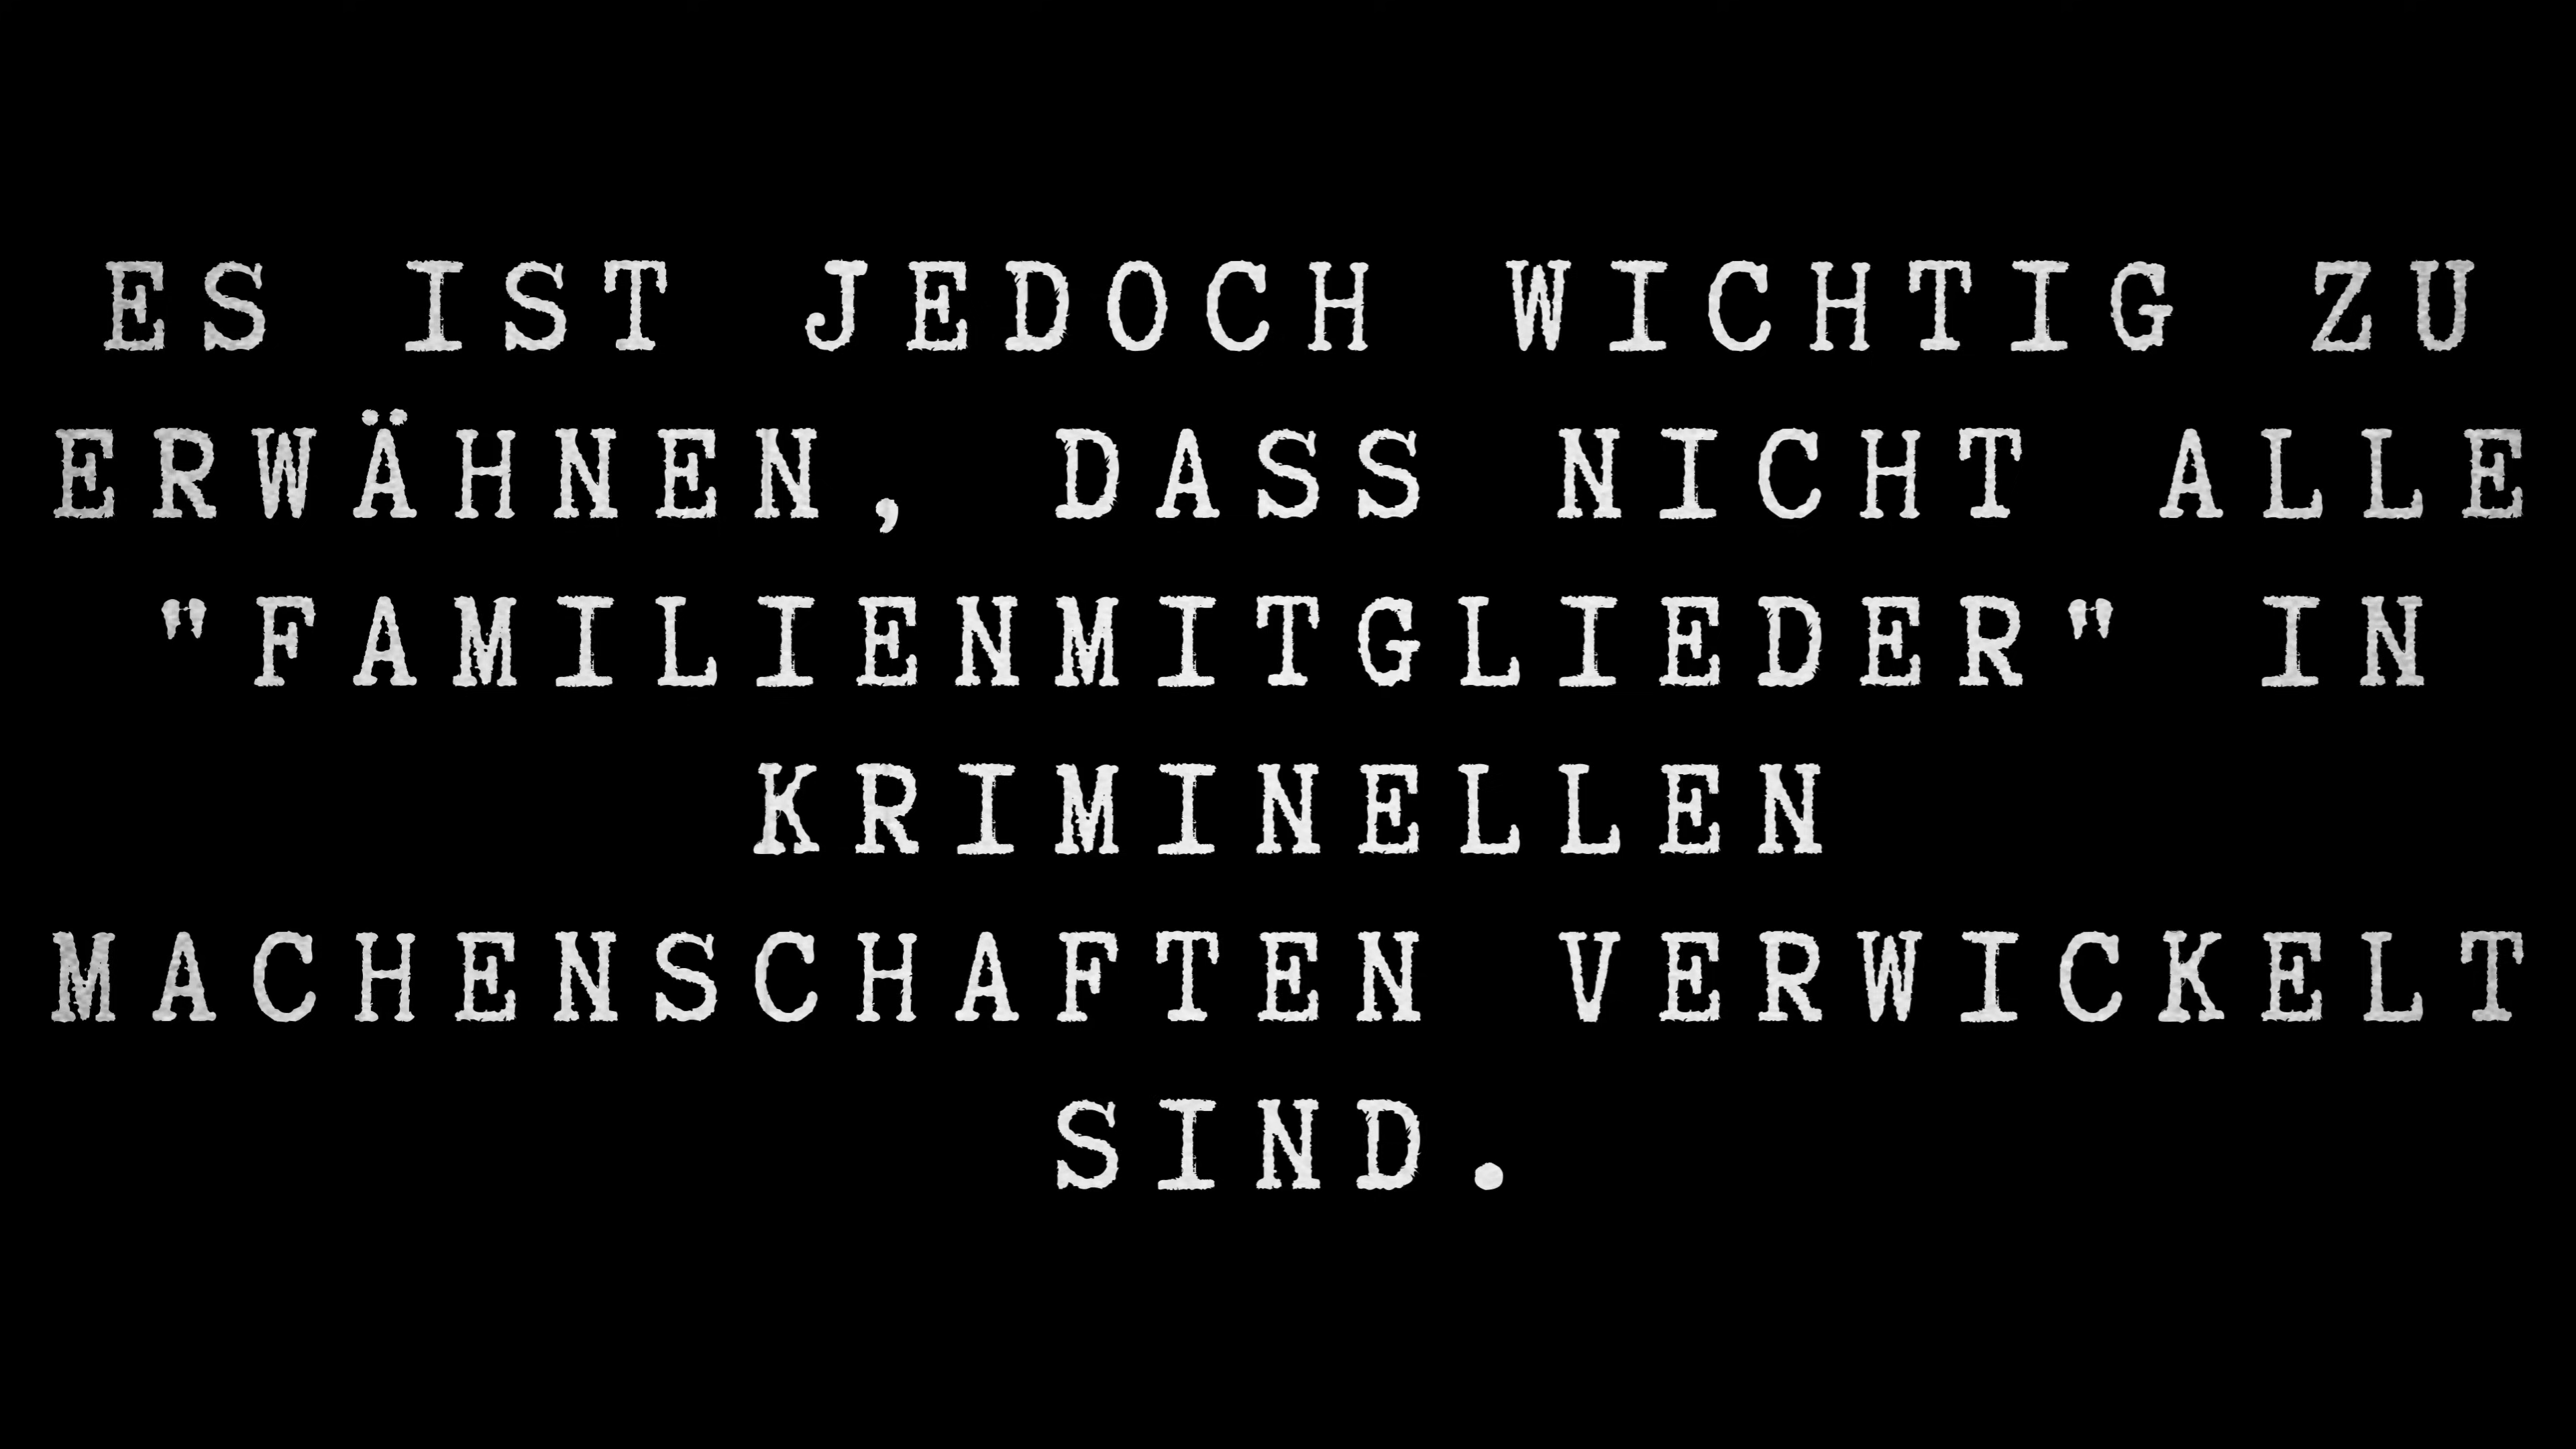 ES IST JEDOCH WICHTIG ZU
ERWÄHNEN, DASS NICHT ALLE
"FAMILIENMITGLIEDER" IN
KRIMINELLEN
MACHENSCHAFTEN VERWICKELT
SIND.